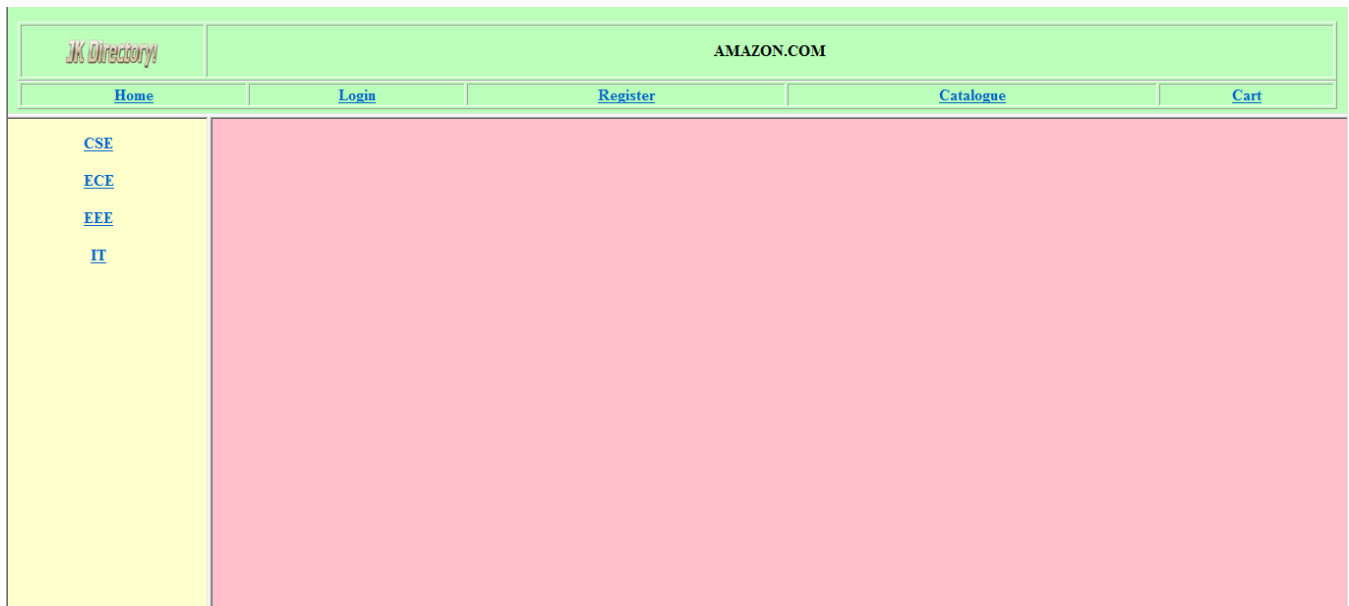 JK Directory!
AMAZON.COM
Home Login Register Catalogue Cart
CSE
ECE
EEE
IT